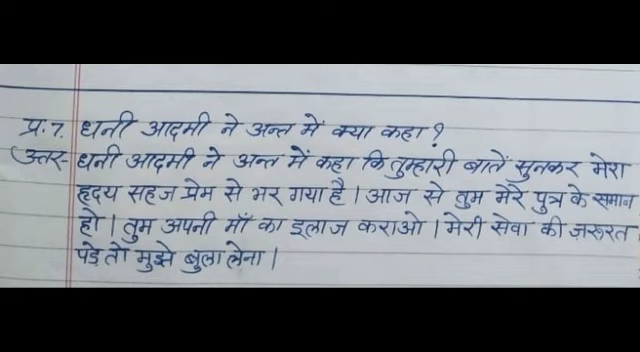 प्र.7. धनी आदमी ने अन्त में क्या कहा?
उत्तर- धनी आदमी ने अन्त में कहा कि तुम्हारी बातें सुनकर मेरा
हृदय सहज प्रेम से भर गया है। आज से तुम मेरे पुत्र के समान
हो। तुम अपनी माँ का इलाज कराओ। मेरी सेवा की ज़रूरत
पड़े तो मुझे बुला लेना।